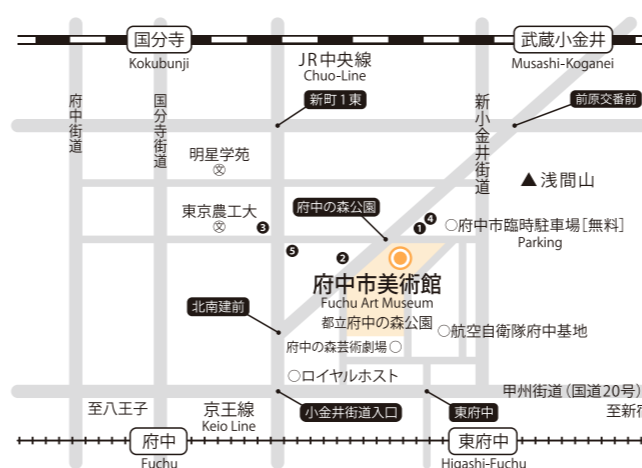 国分寺
Kokubunji
武蔵小金井
Musashi-Koganei
JR中央線
Chuo-Line
新町1東
前原交番前
府中街道
国分寺街道
新小金井街道
明星学苑
文
▲浅間山
東京農工大
文
府中の森公園
❸
❶
❹
○府中市臨時駐車場[無料]
Parking
❺
❷
府中市美術館
Fuchu Art Museum
北南建前
都立府中の森公園
○航空自衛隊府中基地
府中の森芸術劇場○
○ロイヤルホスト
甲州街道(国道20号)
至八王子
京王線
Keio Line
小金井街道入口
東府中
至新宿
府中
Fuchu
東府中
Higashi-Fuchu